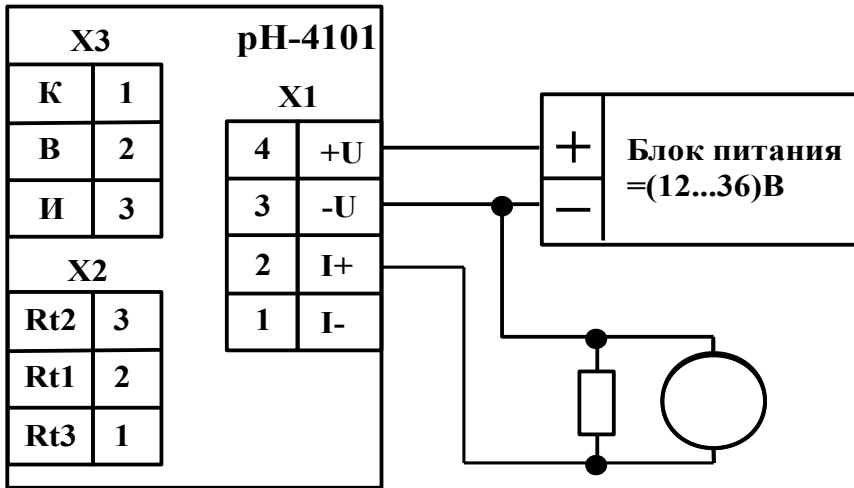 X3
pH-4101
К 1
В 2
И 3
X1
4 +U
3 -U
2 I+
1 I-
+
−
Блок питания
=(12...36)В
X2
Rt2 3
Rt1 2
Rt3 1